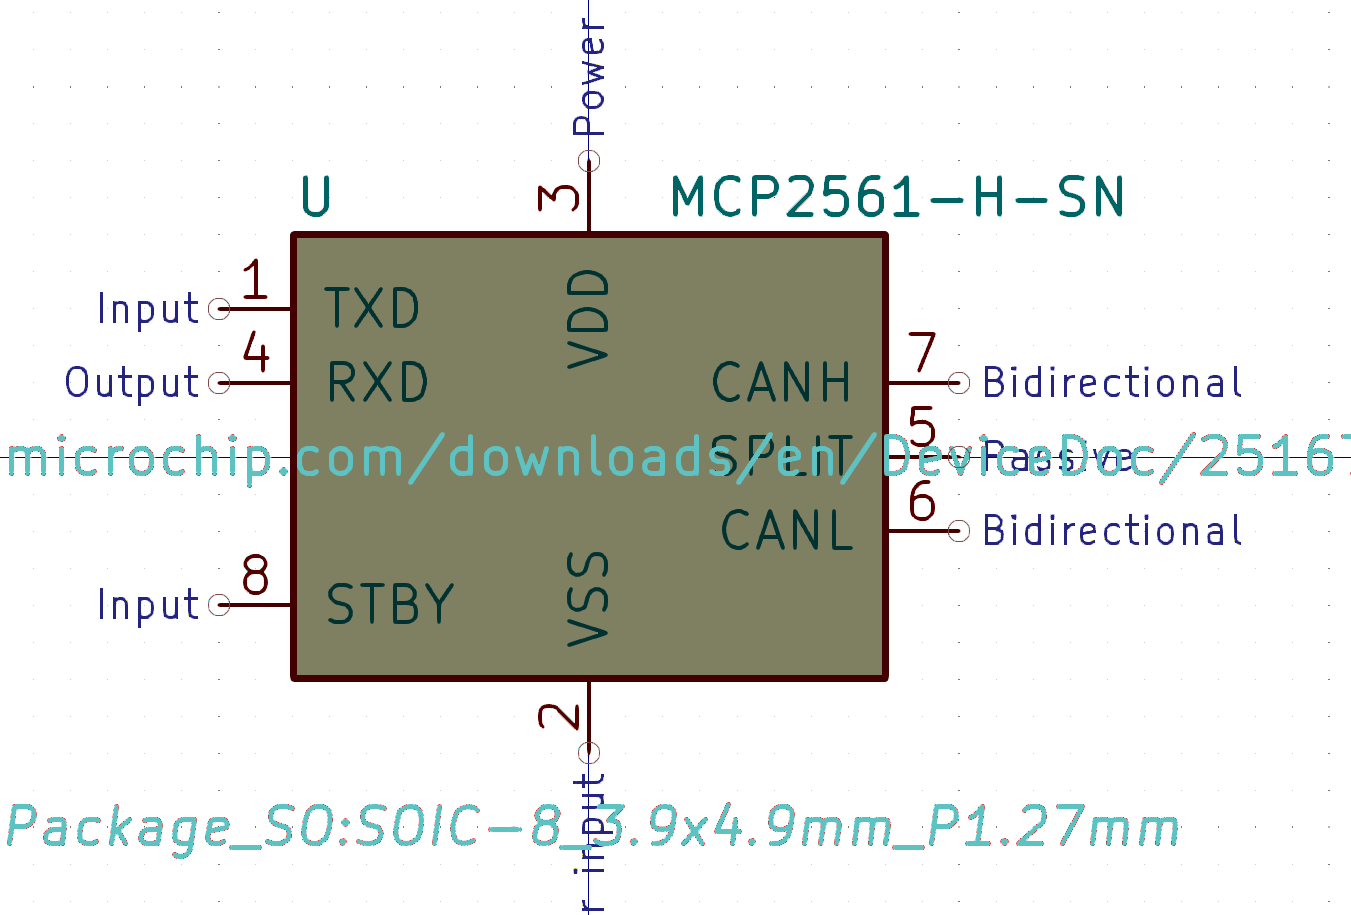 Power
U
3
MCP2561-H-SN
1
Input
TXD
VDD
4
7
Output
RXD
CANH
Bidirectional
5
microchip.com/downloads/en/DeviceDoc/25167
SPLIT
Passive
6
CANL
Bidirectional
8
Input
STBY
VSS
2
r input
Package_SO:SOIC-8_3.9x4.9mm_P1.27mm